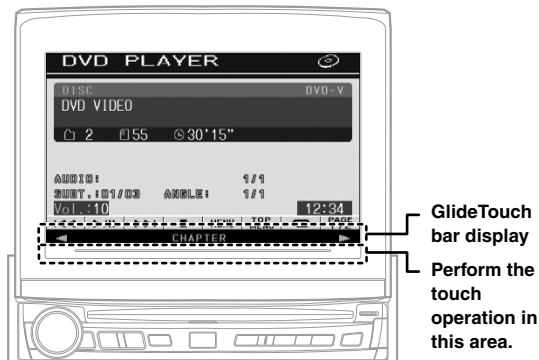 DVD PLAYER
DISC DVD-V
DVD VIDEO
2 55 30'15"
AUDIO: 1/1
SUBT.:01/03 ANGLE: 1/1
Vol.:10 12:34
MENU TOP MENU PAGE
CHAPTER
GlideTouch
bar display
Perform the
touch
operation in
this area.